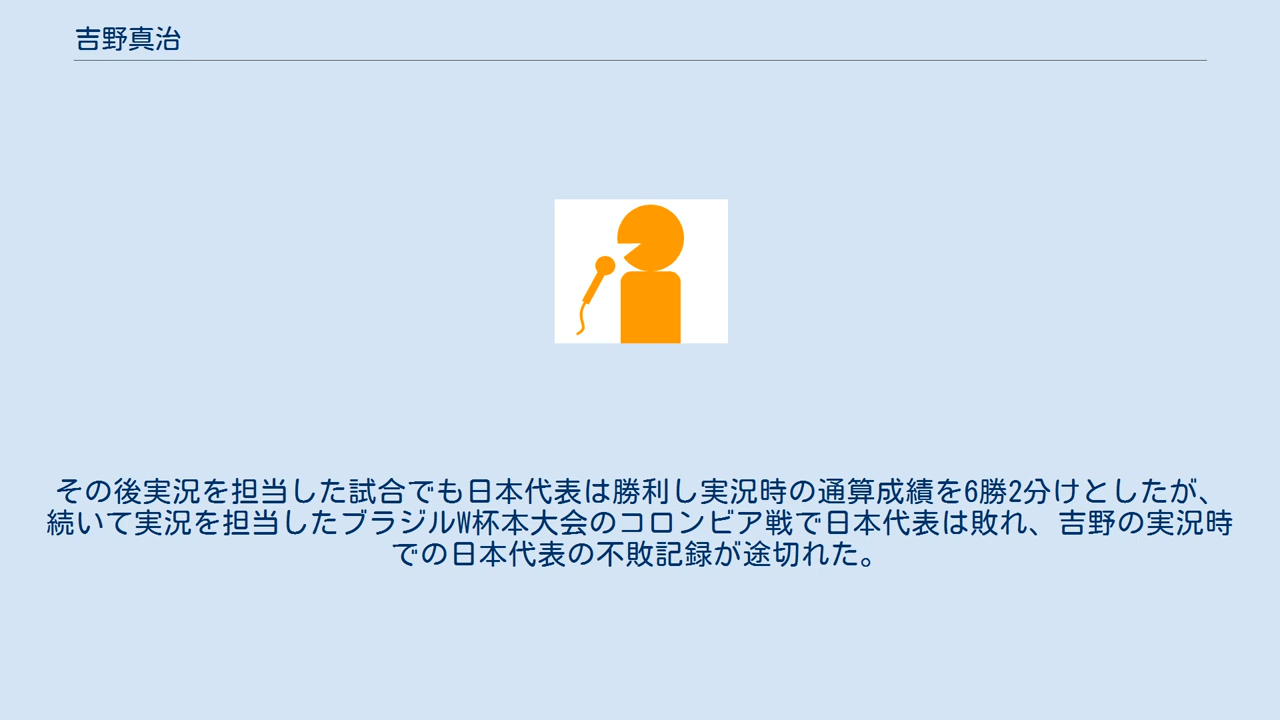 吉野真治
その後実況を担当した試合でも日本代表は勝利し実況時の通算成績を6勝2分けとしたが、
続いて実況を担当したブラジルW杯本大会のコロンビア戦で日本代表は敗れ、吉野の実況時
での日本代表の不敗記録が途切れた。